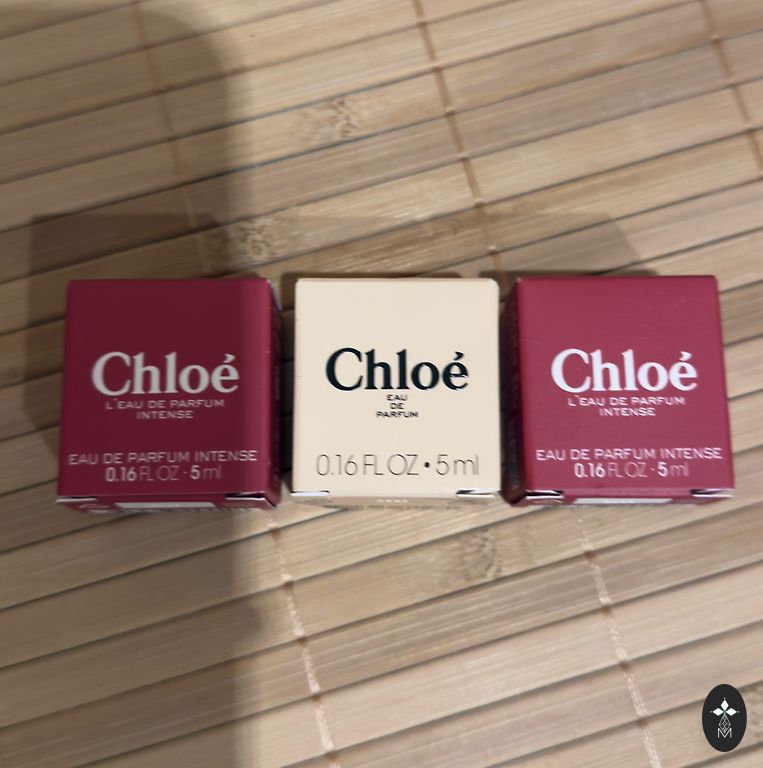 Chloé
L'EAU DE PARFUM
INTENSE
EAU DE PARFUM INTENSE
0.16 FL OZ · 5 ml
Chloé
EAU
DE
PARFUM
0.16 FL OZ • 5 ml
Chloé
L'EAU DE PARFUM
INTENSE
EAU DE PARFUM INTENSE
0.16 FL OZ · 5 ml